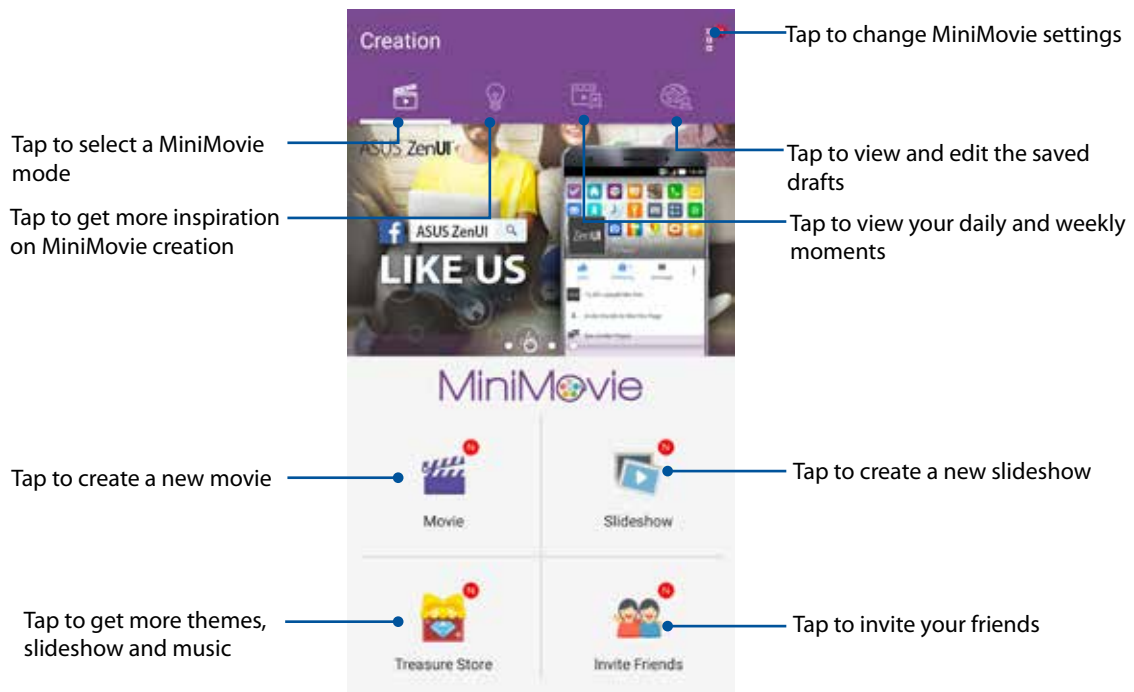 Creation
Tap to change MiniMovie settings
Tap to select a MiniMovie
mode
Tap to get more inspiration
on MiniMovie creation
Tap to view and edit the saved
drafts
Tap to view your daily and weekly
moments
ASUS ZenUI
f ASUS ZenUI
LIKE US
ZenUI
MiniMovie
Tap to create a new movie
N
Movie
N
Slideshow
Tap to create a new slideshow
Tap to get more themes,
slideshow and music
N
Treasure Store
N
Invite Friends
Tap to invite your friends